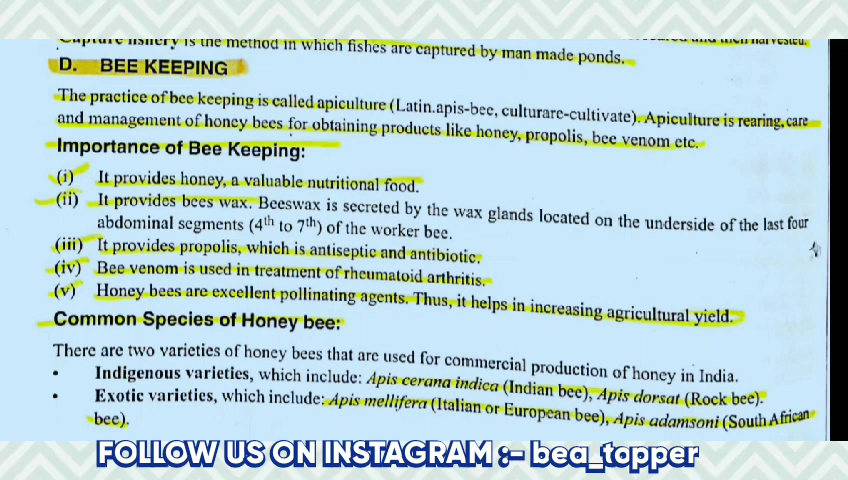 Capture fishery is the method in which fishes are captured by man made ponds. and then harvested.
D. BEE KEEPING
The practice of bee keeping is called apiculture (Latin.apis-bee, culturare-cultivate). Apiculture is rearing, care
and management of honey bees for obtaining products like honey, propolis, bee venom etc.
Importance of Bee Keeping:
(i) It provides honey, a valuable nutritional food.
(ii) It provides bees wax. Beeswax is secreted by the wax glands located on the underside of the last four
abdominal segments (4th to 7th) of the worker bee.
(iii) It provides propolis, which is antiseptic and antibiotic.
(iv) Bee venom is used in treatment of rheumatoid arthritis.
(v) Honey bees are excellent pollinating agents. Thus, it helps in increasing agricultural yield.
Common Species of Honey bee:
There are two varieties of honey bees that are used for commercial production of honey in India.
• Indigenous varieties, which include: Apis cerana indica (Indian bee), Apis dorsat (Rock bee).
• Exotic varieties, which include: Apis mellifera (Italian or European bee), Apis adamsoni (South African
bee).
FOLLOW US ON INSTAGRAM :- bea_topper